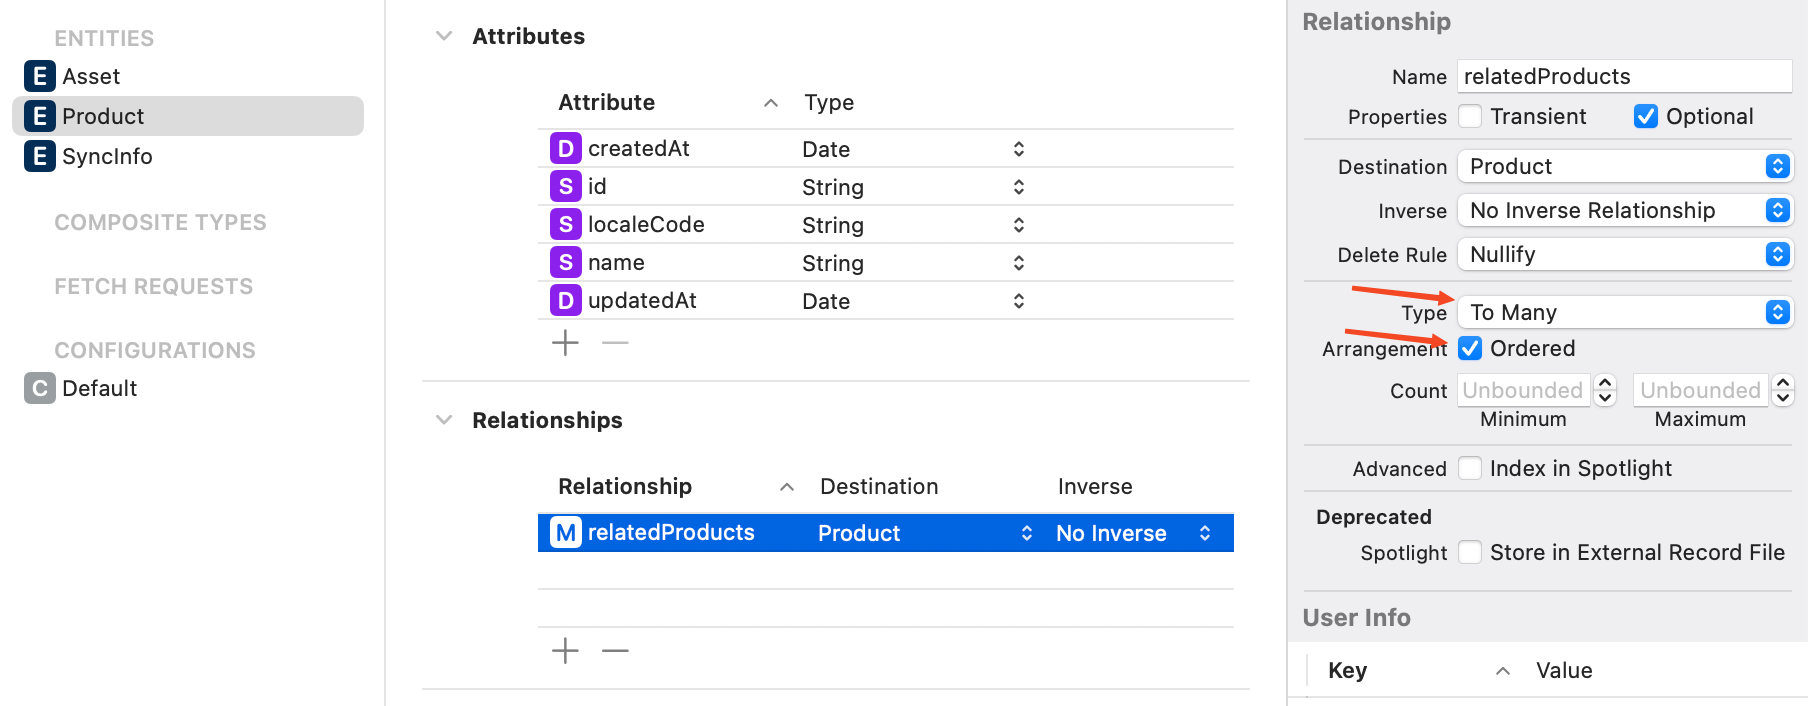 ENTITIES
E Asset
E Product
E SyncInfo
COMPOSITE TYPES
FETCH REQUESTS
CONFIGURATIONS
C Default
Attributes
Attribute Type
D createdAt Date
S id String
S localeCode String
S name String
D updatedAt Date
Relationships
Relationship Destination Inverse
M relatedProducts Product No Inverse
Relationship
Name relatedProducts
Properties Transient Optional
Destination Product
Inverse No Inverse Relationship
Delete Rule Nullify
Type To Many
Arrangement Ordered
Count Unbounded Unbounded
Minimum Maximum
Advanced Index in Spotlight
Deprecated
Spotlight Store in External Record File
User Info
Key Value